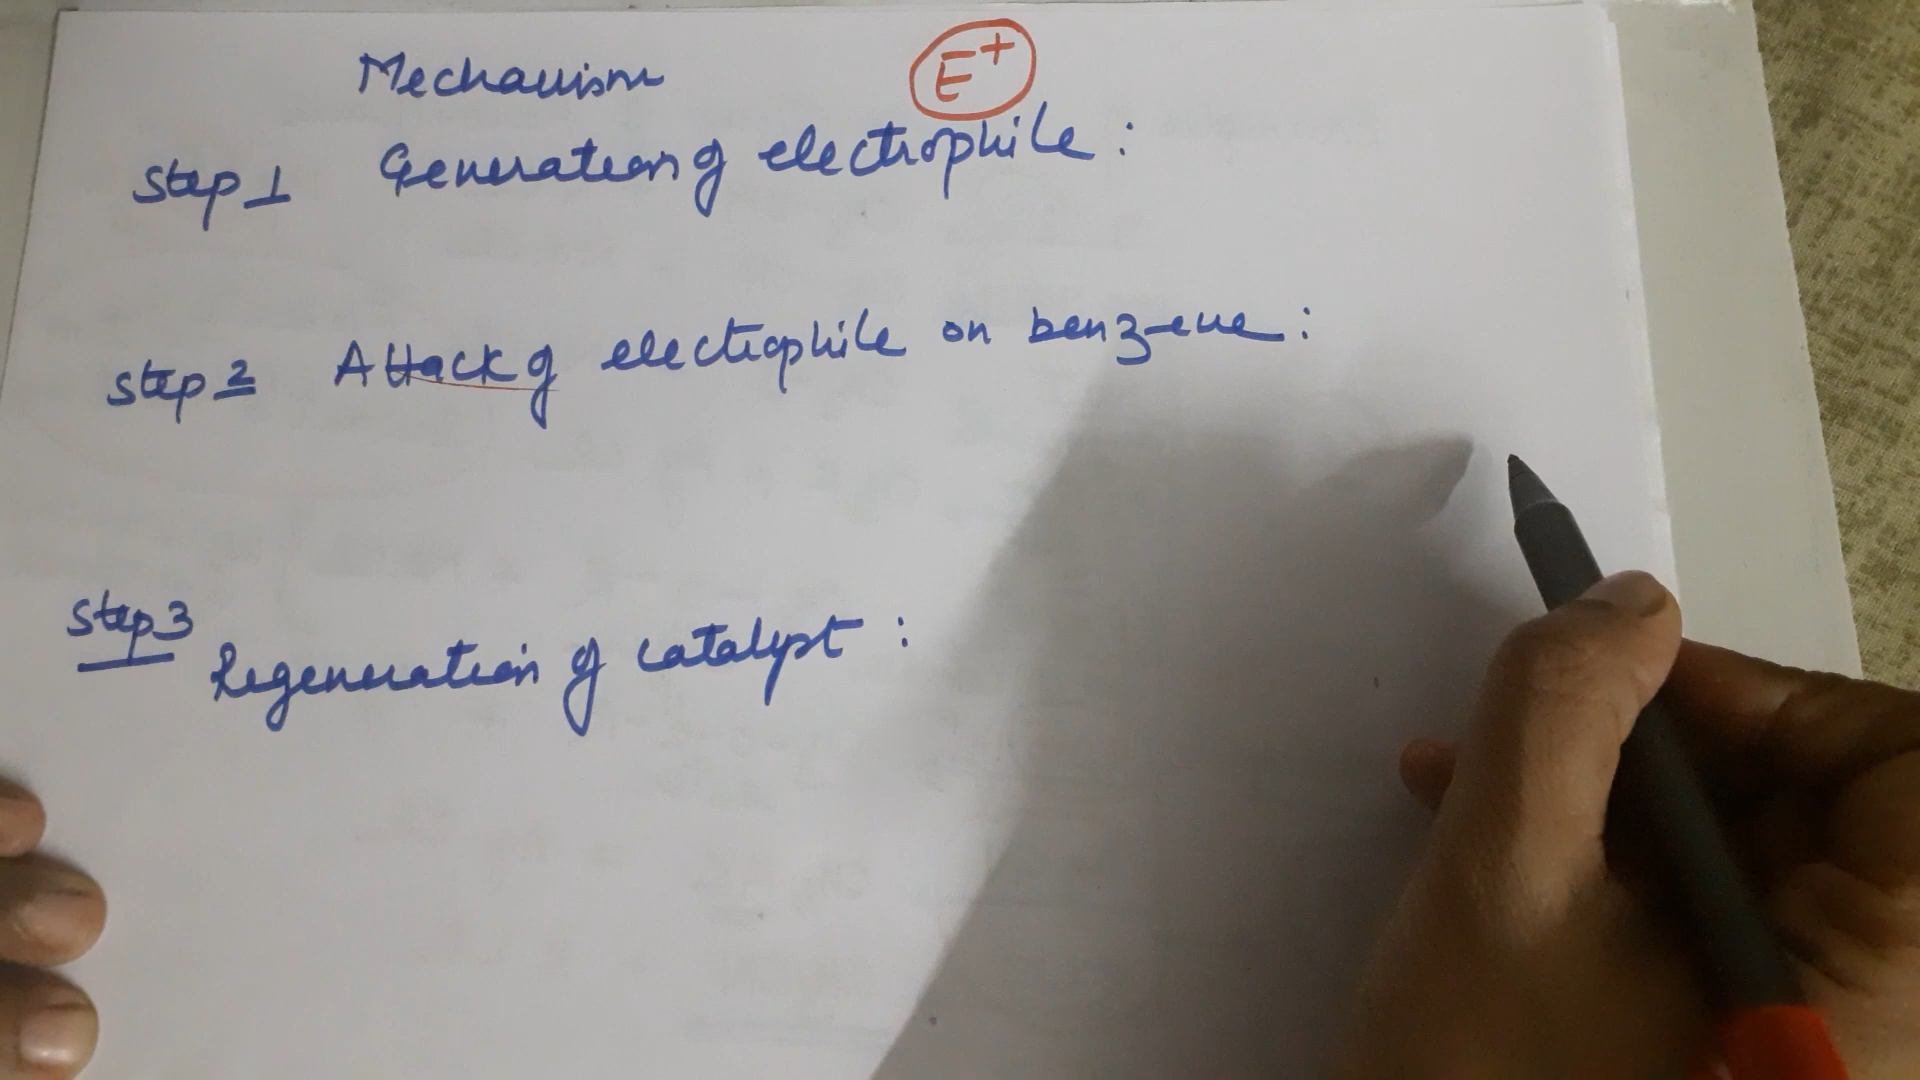 Mechanism
E+
Step 1 Generation of electrophile :
Step 2 Attack of electrophile on benzene :
Step 3
Regeneration of catalyst :